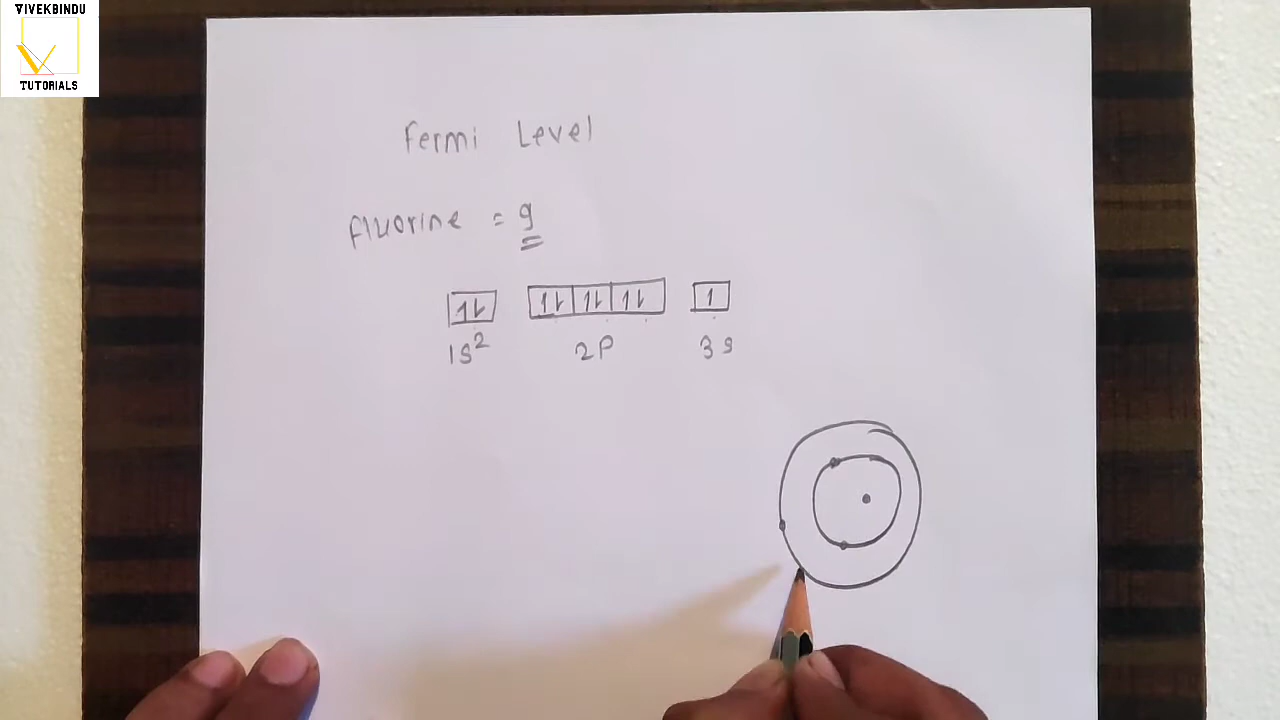 VIVEKBINDU
TUTORIALS
Fermi Level
Fluorine = 9
1s² 2P 3s